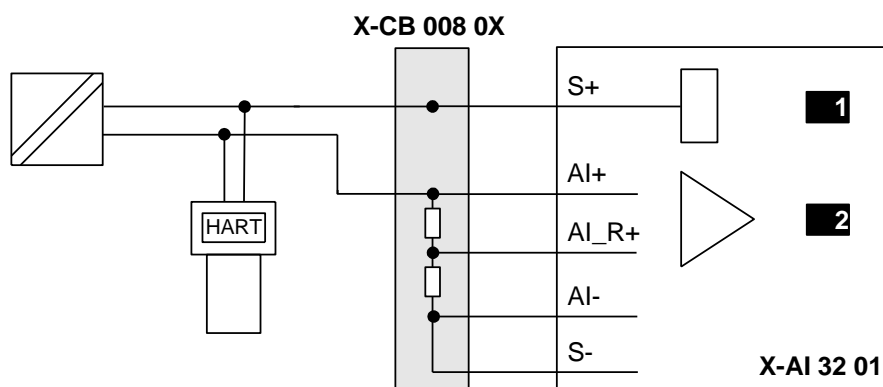 X-CB 008 0X
S+
1
AI+
HART
2
AI_R+
AI-
S-
X-AI 32 01